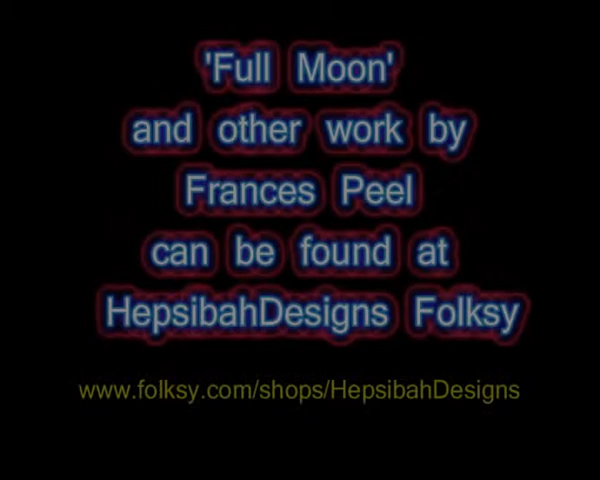 'Full Moon'
and other work by
Frances Peel
can be found at
HepsibahDesigns Folksy
www.folksy.com/shops/HepsibahDesigns